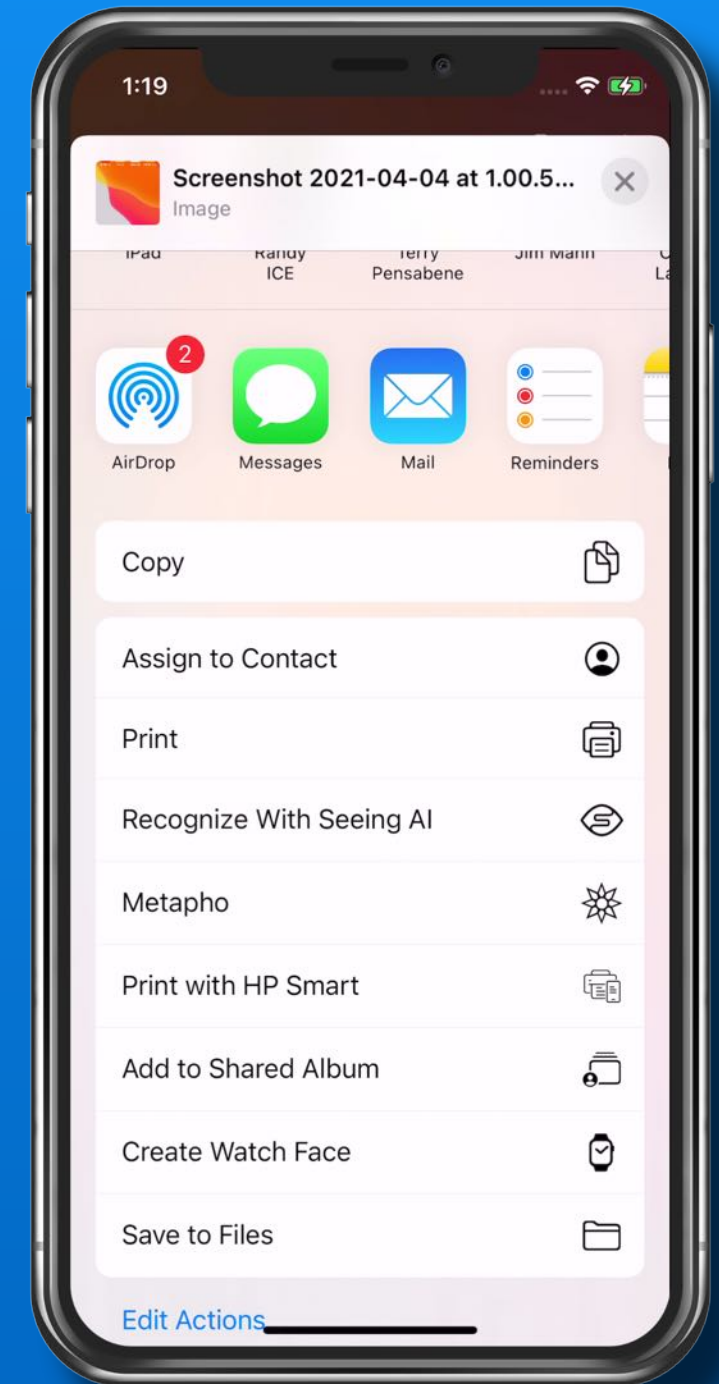 1:19
Screenshot 2021-04-04 at 1.00.5...
Image
iPad
Randy
ICE
Terry
Pensabene
Jim Mann
2
AirDrop
Messages
Mail
Reminders
Copy
Assign to Contact
Print
Recognize With Seeing AI
Metapho
Print with HP Smart
Add to Shared Album
Create Watch Face
Save to Files
Edit Actions